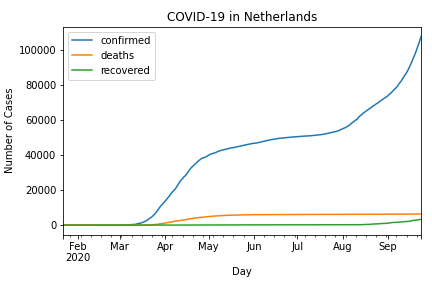 COVID-19 in Netherlands
confirmed
deaths
recovered
Number of Cases
100000
80000
60000
40000
20000
0
Feb Mar Apr May Jun Jul Aug Sep
2020
Day